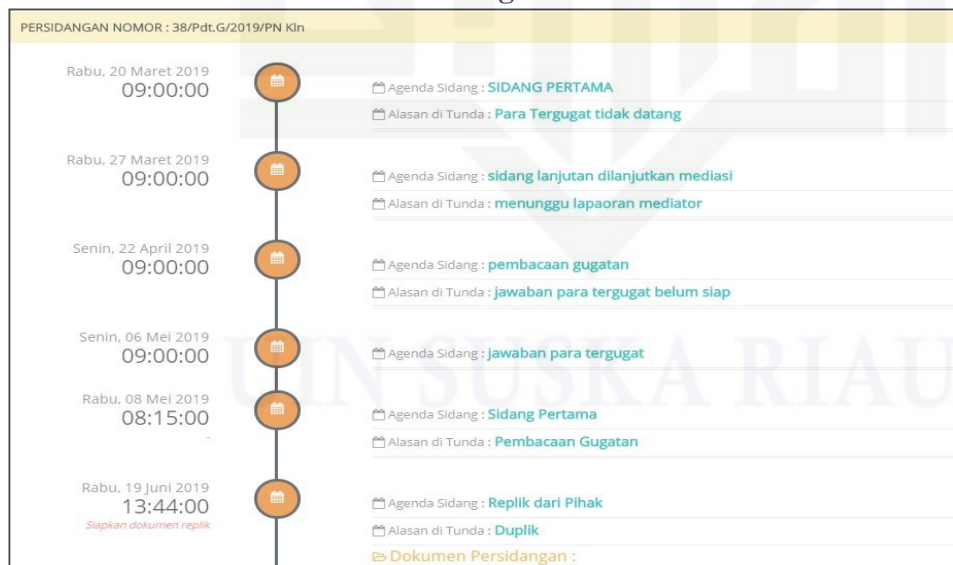 PERSIDANGAN NOMOR : 38/Pdt.G/2019/PN Kln
Rabu, 20 Maret 2019
09:00:00
Agenda Sidang : SIDANG PERTAMA
Alasan di Tunda : Para Tergugat tidak datang
Rabu, 27 Maret 2019
09:00:00
Agenda Sidang : sidang lanjutan dilanjutkan mediasi
Alasan di Tunda : menunggu lapaoran mediator
Senin, 22 April 2019
09:00:00
Agenda Sidang : pembacaan gugatan
Alasan di Tunda : jawaban para tergugat belum siap
Senin, 06 Mei 2019
09:00:00
Agenda Sidang : jawaban para tergugat
Rabu, 08 Mei 2019
08:15:00
-
Agenda Sidang : Sidang Pertama
Alasan di Tunda : Pembacaan Gugatan
Rabu, 19 Juni 2019
13:44:00
Siapkan dokumen replik
Agenda Sidang : Replik dari Pihak
Alasan di Tunda : Duplik
Dokumen Persidangan :
UIN SUSKA RIAU